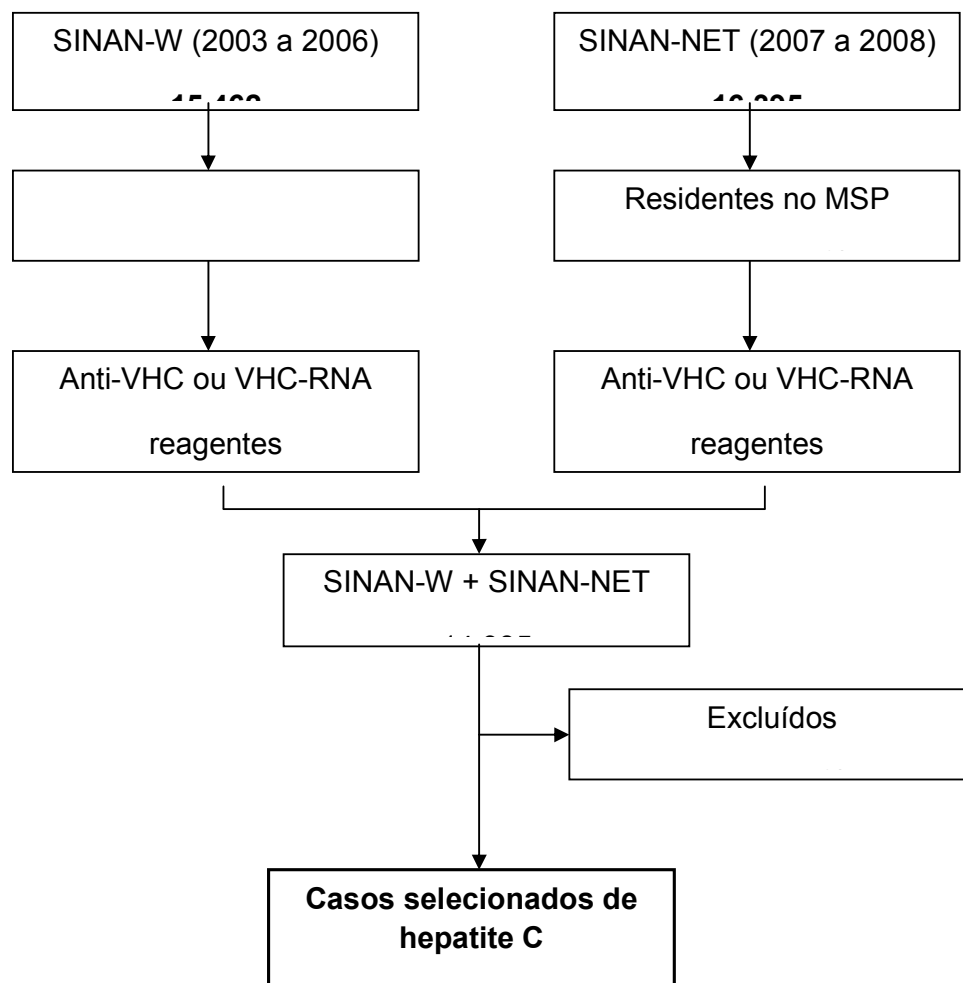 SINAN-W (2003 a 2006)
SINAN-NET (2007 a 2008)
Residentes no MSP
Anti-VHC ou VHC-RNA
reagentes
Anti-VHC ou VHC-RNA
reagentes
SINAN-W + SINAN-NET
Excluídos
Casos selecionados de
hepatite C